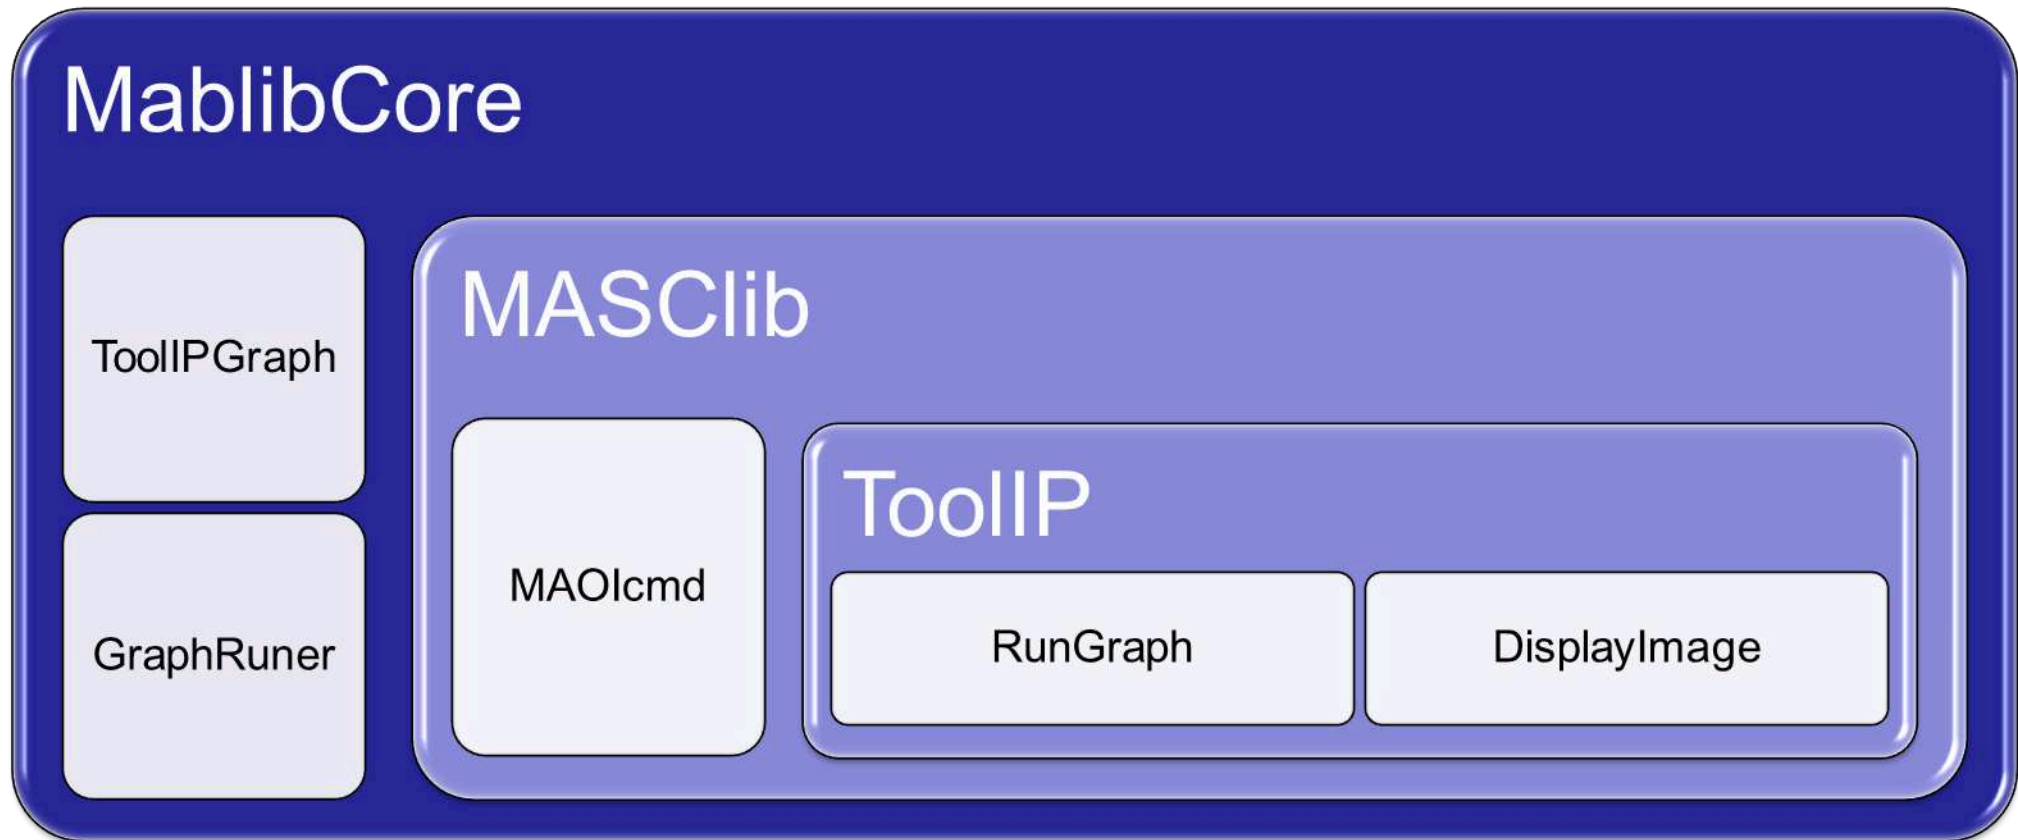 MablibCore
ToolIPGraph
GraphRuner
MASClib
MAOIcmd
ToolIP
RunGraph
DisplayImage